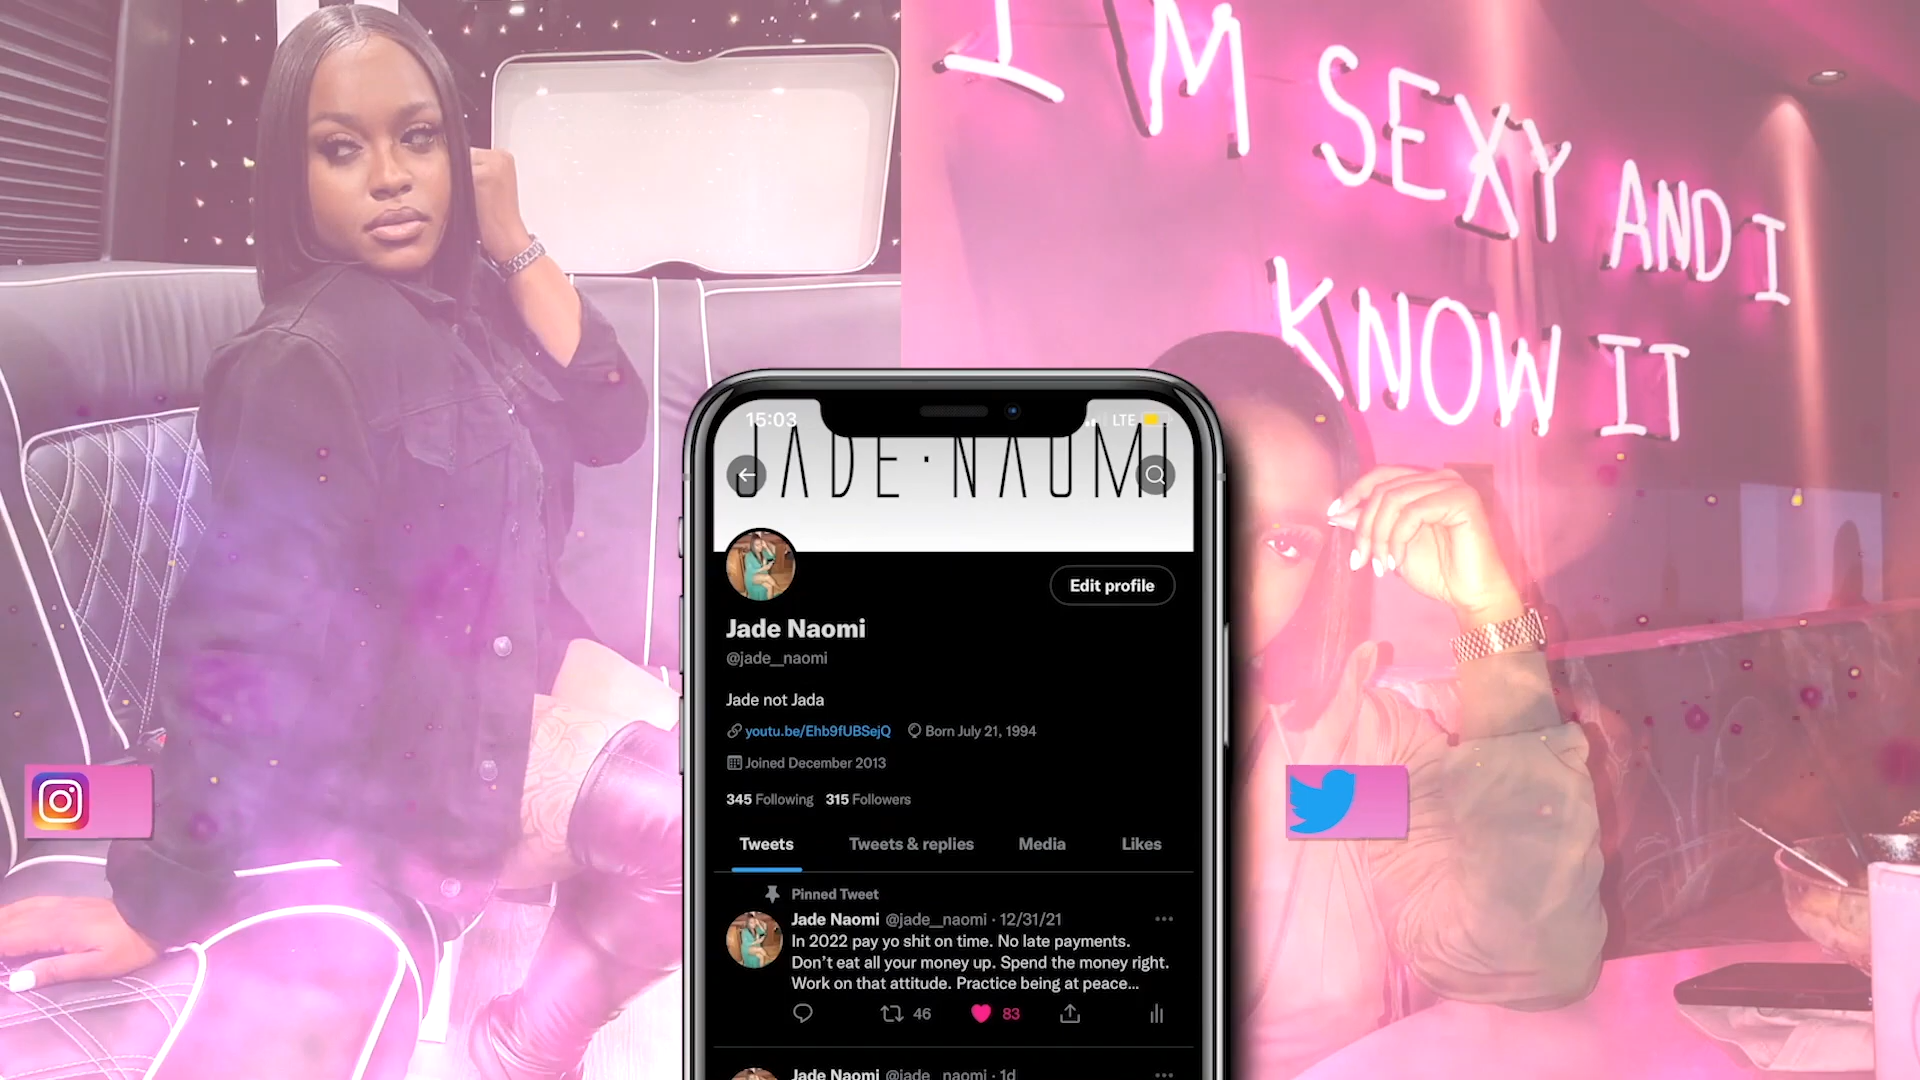 I'M SEXY AND I
KNOW IT
15:03
LTE
JADE·NAOMI
Edit profile
Jade Naomi
@jade__naomi
Jade not Jada
youtu.be/Ehb9fUBSejQ Born July 21, 1994
Joined December 2013
345 Following 315 Followers
Tweets Tweets & replies Media Likes
Pinned Tweet
Jade Naomi @jade__naomi · 12/31/21
In 2022 pay yo shit on time. No late payments.
Don't eat all your money up. Spend the money right.
Work on that attitude. Practice being at peace...
46 83
Jade Naomi @jade__naomi · 1d